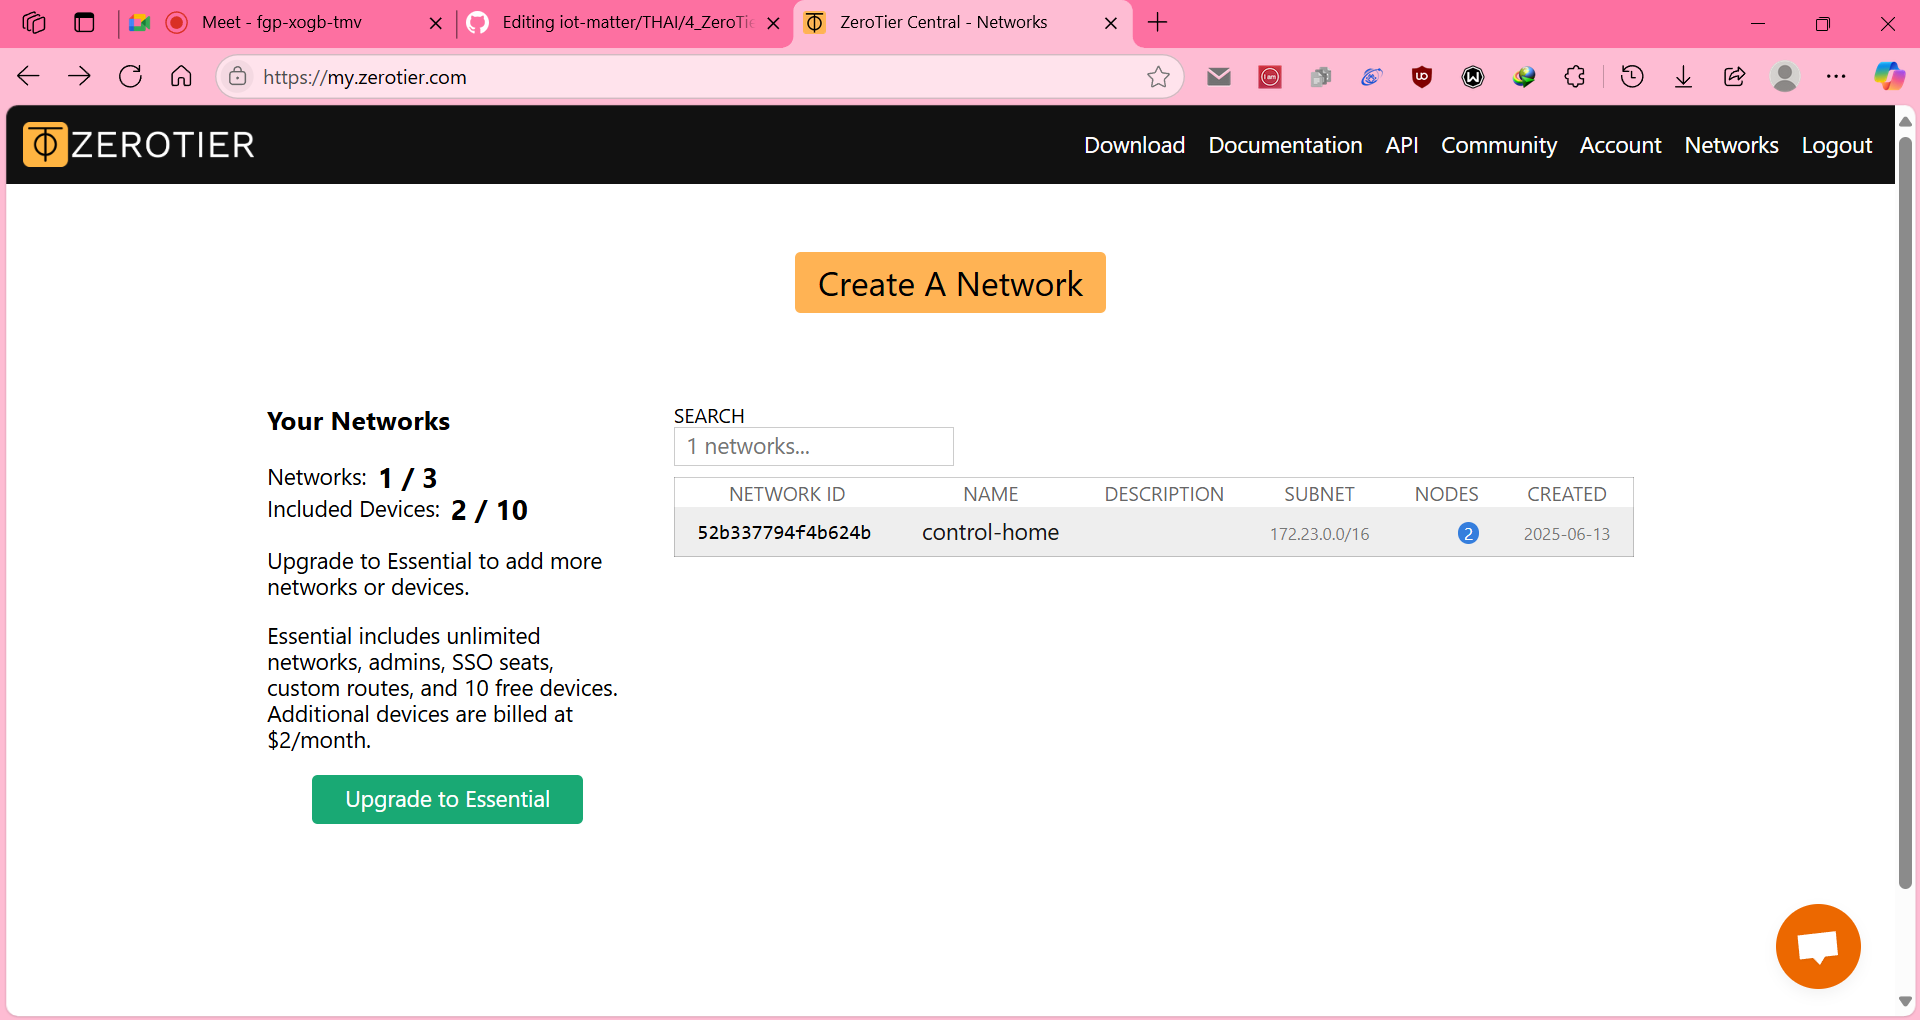 Meet - fgp-xogb-tmv
Editing iot-matter/THAI/4_ZeroTie
ZeroTier Central - Networks
https://my.zerotier.com
ZEROTIER
Download Documentation API Community Account Networks Logout
Create A Network
Your Networks
Networks: 1 / 3
Included Devices: 2 / 10
Upgrade to Essential to add more
networks or devices.
Essential includes unlimited
networks, admins, SSO seats,
custom routes, and 10 free devices.
Additional devices are billed at
$2/month.
Upgrade to Essential
SEARCH
1 networks...
NETWORK ID NAME DESCRIPTION SUBNET NODES CREATED
52b337794f4b624b control-home 172.23.0.0/16 2 2025-06-13